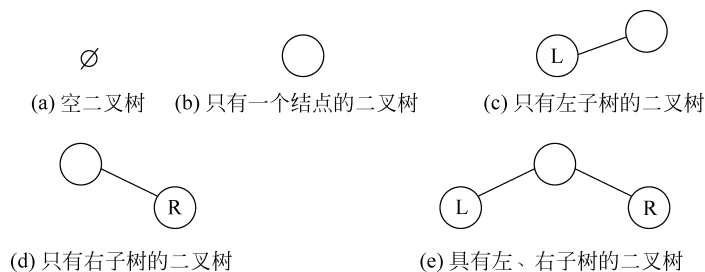 ∅
L
(a) 空二叉树
(b) 只有一个结点的二叉树
(c) 只有左子树的二叉树
R
L
R
(d) 只有右子树的二叉树
(e) 具有左、右子树的二叉树